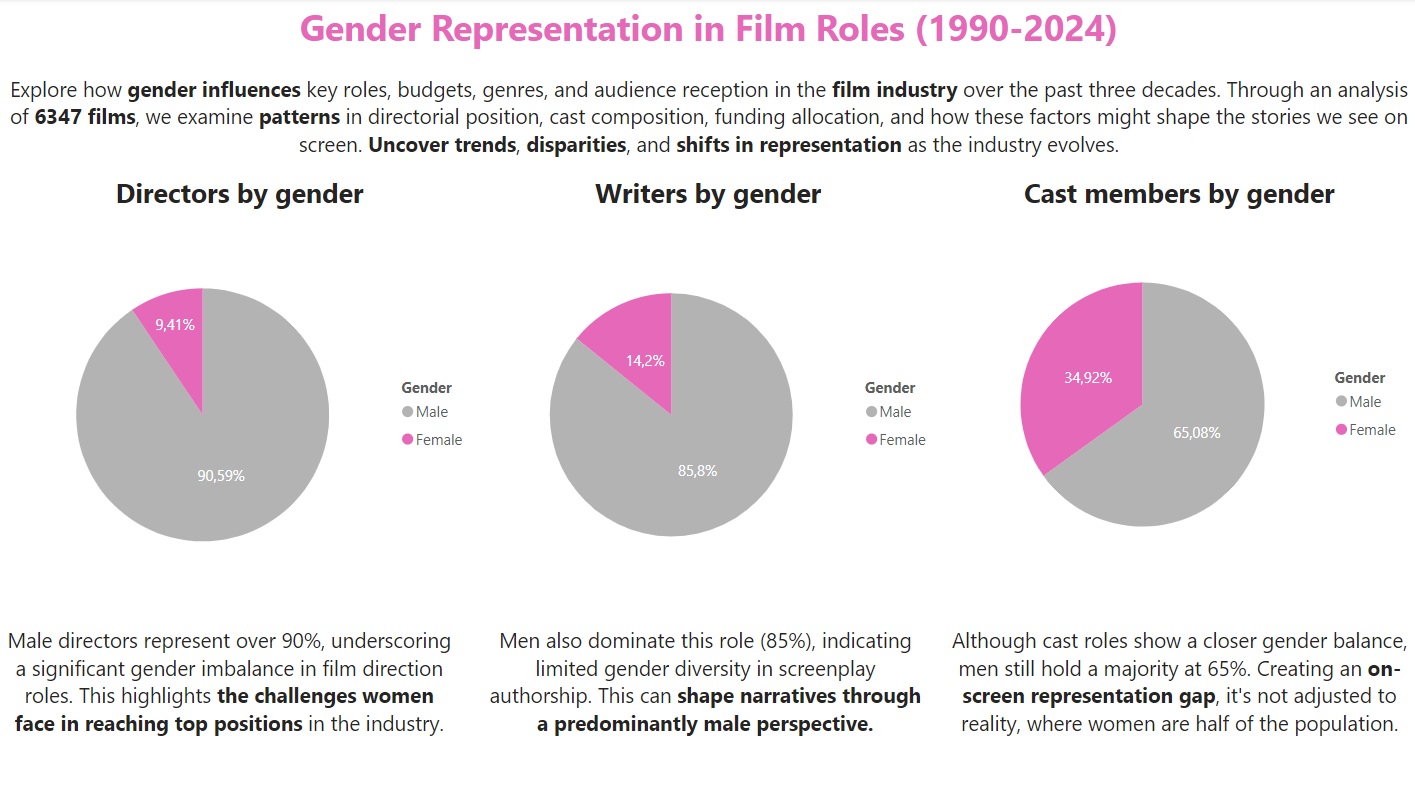 Gender Representation in Film Roles (1990-2024)
Explore how gender influences key roles, budgets, genres, and audience reception in the film industry over the past three decades. Through an analysis
of 6347 films, we examine patterns in directorial position, cast composition, funding allocation, and how these factors might shape the stories we see on
screen. Uncover trends, disparities, and shifts in representation as the industry evolves.
Directors by gender
9,41%
90,59%
Gender
Male
Female
Male directors represent over 90%, underscoring
a significant gender imbalance in film direction
roles. This highlights the challenges women
face in reaching top positions in the industry.
Writers by gender
14,2%
85,8%
Gender
Male
Female
Men also dominate this role (85%), indicating
limited gender diversity in screenplay
authorship. This can shape narratives through
a predominantly male perspective.
Cast members by gender
34,92%
65,08%
Gender
Male
Female
Although cast roles show a closer gender balance,
men still hold a majority at 65%. Creating an on-
screen representation gap, it's not adjusted to
reality, where women are half of the population.